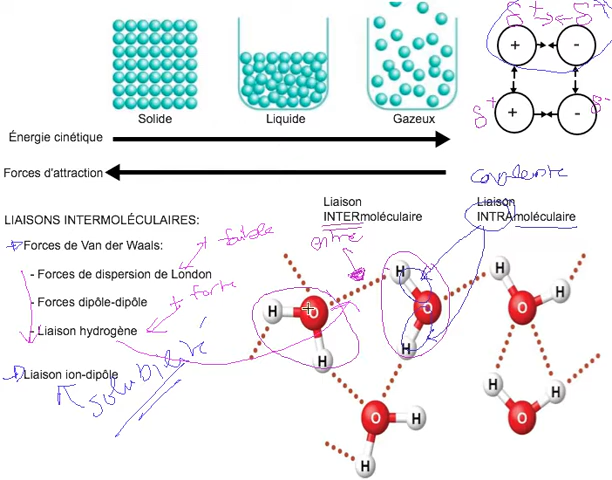 δ+ δ+
+ -
δ+ + - δ-
Solide Liquide Gazeux
Énergie cinétique
Forces d'attraction
covalente
Liaison
INTERmoléculaire
Liaison
INTRAmoléculaire
LIAISONS INTERMOLÉCULAIRES:
Forces de Van der Waals:
+ faible
entre
- Forces de dispersion de London
+ forte
- Forces dipôle-dipôle
- Liaison hydrogène
Liaison ion-dipôle
solubilité
H O H
H O H
H O H
H O H
O H H